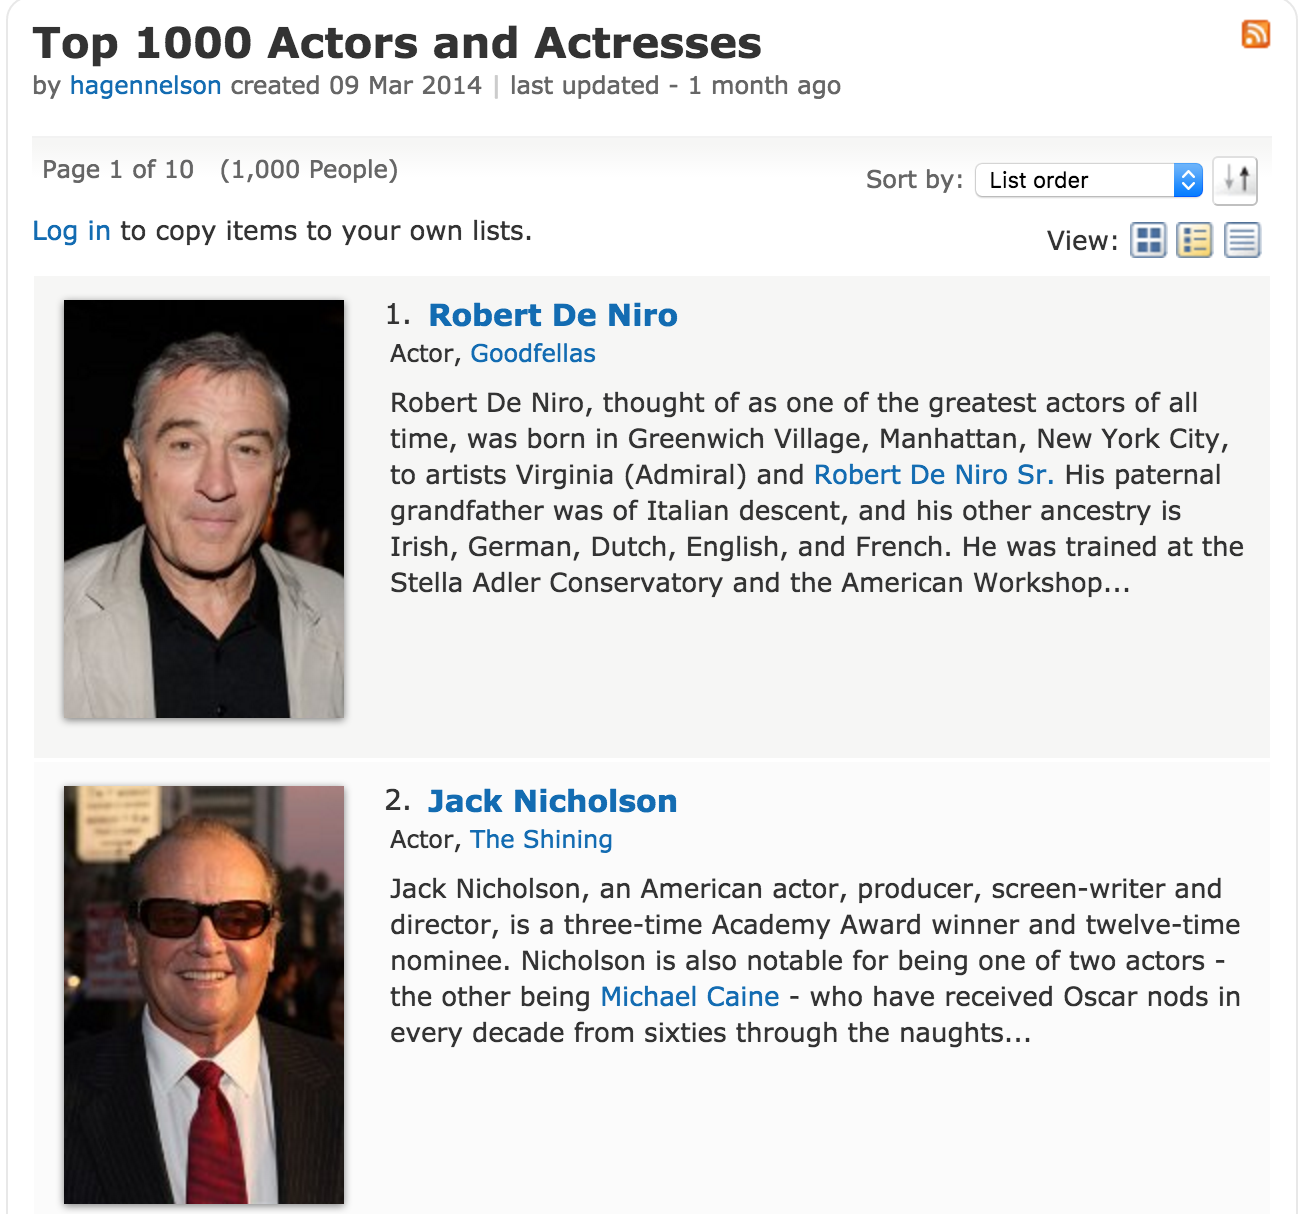 Top 1000 Actors and Actresses
by hagennelson created 09 Mar 2014 | last updated - 1 month ago
Page 1 of 10 (1,000 People)
Sort by: List order
Log in to copy items to your own lists.
View:
1. Robert De Niro
Actor, Goodfellas
Robert De Niro, thought of as one of the greatest actors of all
time, was born in Greenwich Village, Manhattan, New York City,
to artists Virginia (Admiral) and Robert De Niro Sr. His paternal
grandfather was of Italian descent, and his other ancestry is
Irish, German, Dutch, English, and French. He was trained at the
Stella Adler Conservatory and the American Workshop...
2. Jack Nicholson
Actor, The Shining
Jack Nicholson, an American actor, producer, screen-writer and
director, is a three-time Academy Award winner and twelve-time
nominee. Nicholson is also notable for being one of two actors -
the other being Michael Caine - who have received Oscar nods in
every decade from sixties through the naughts...